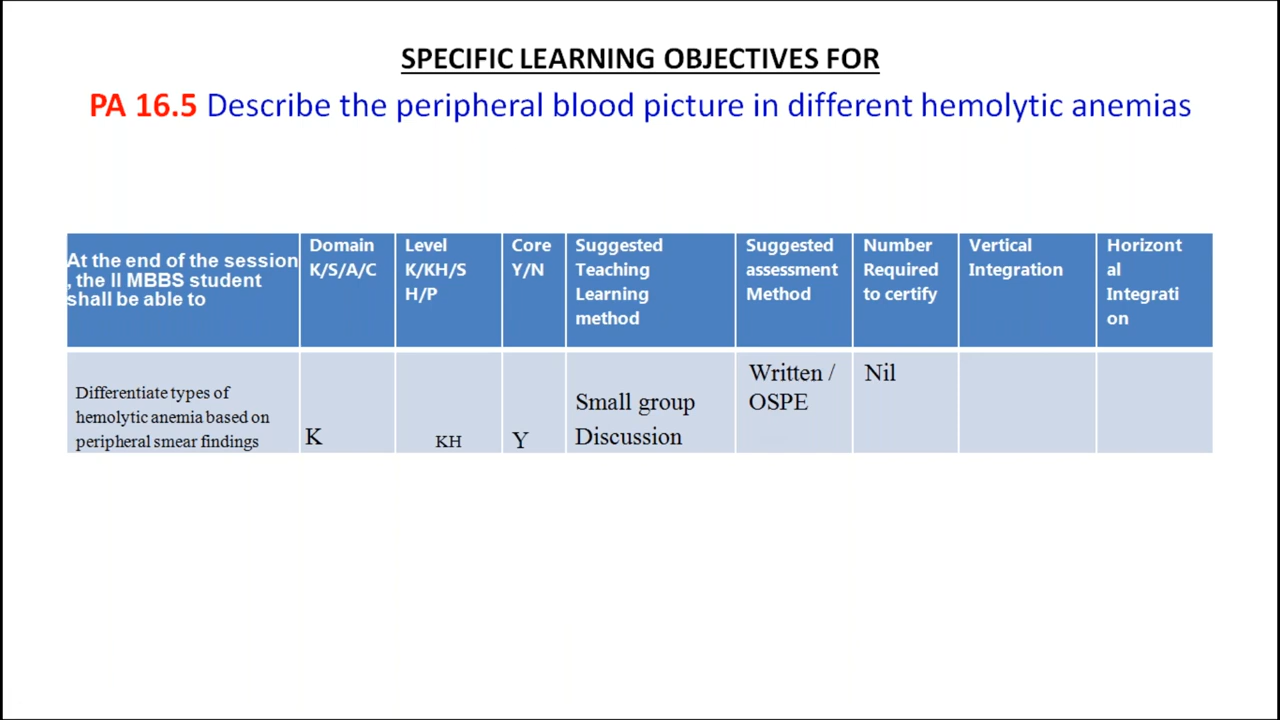 SPECIFIC LEARNING OBJECTIVES FOR
PA 16.5 Describe the peripheral blood picture in different hemolytic anemias
At the end of the session
, the II MBBS student
shall be able to
Domain
K/S/A/C
Level
K/KH/S
H/P
Core
Y/N
Suggested
Teaching
Learning
method
Suggested
assessment
Method
Number
Required
to certify
Vertical
Integration
Horizont
al
Integrati
on
Differentiate types of
hemolytic anemia based on
peripheral smear findings
K
KH
Y
Small group
Discussion
Written /
OSPE
Nil